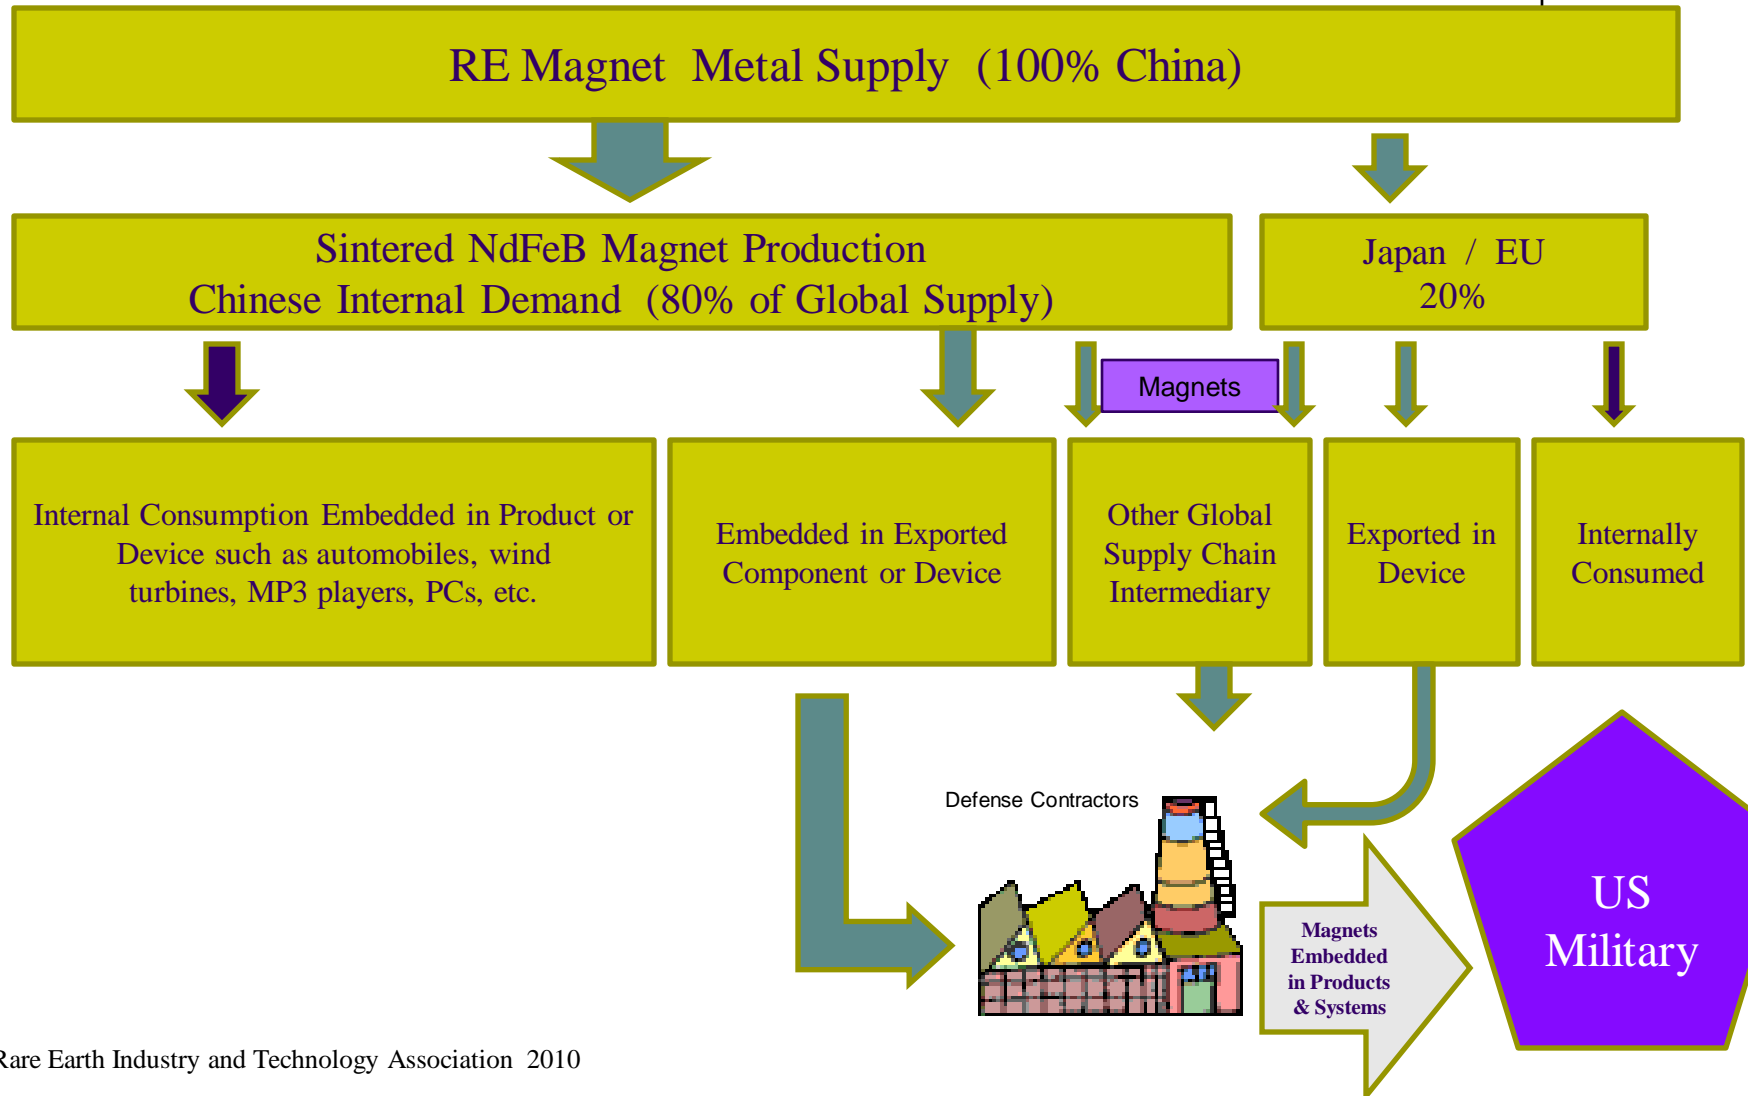 RE Magnet Metal Supply (100% China)
Sintered NdFeB Magnet Production
Chinese Internal Demand (80% of Global Supply)
Japan / EU
20%
Magnets
Internal Consumption Embedded in Product or
Device such as automobiles, wind
turbines, MP3 players, PCs, etc.
Embedded in Exported
Component or Device
Other Global
Supply Chain
Intermediary
Exported in
Device
Internally
Consumed
Defense Contractors
Magnets
Embedded
in Products
& Systems
US
Military
Rare Earth Industry and Technology Association 2010